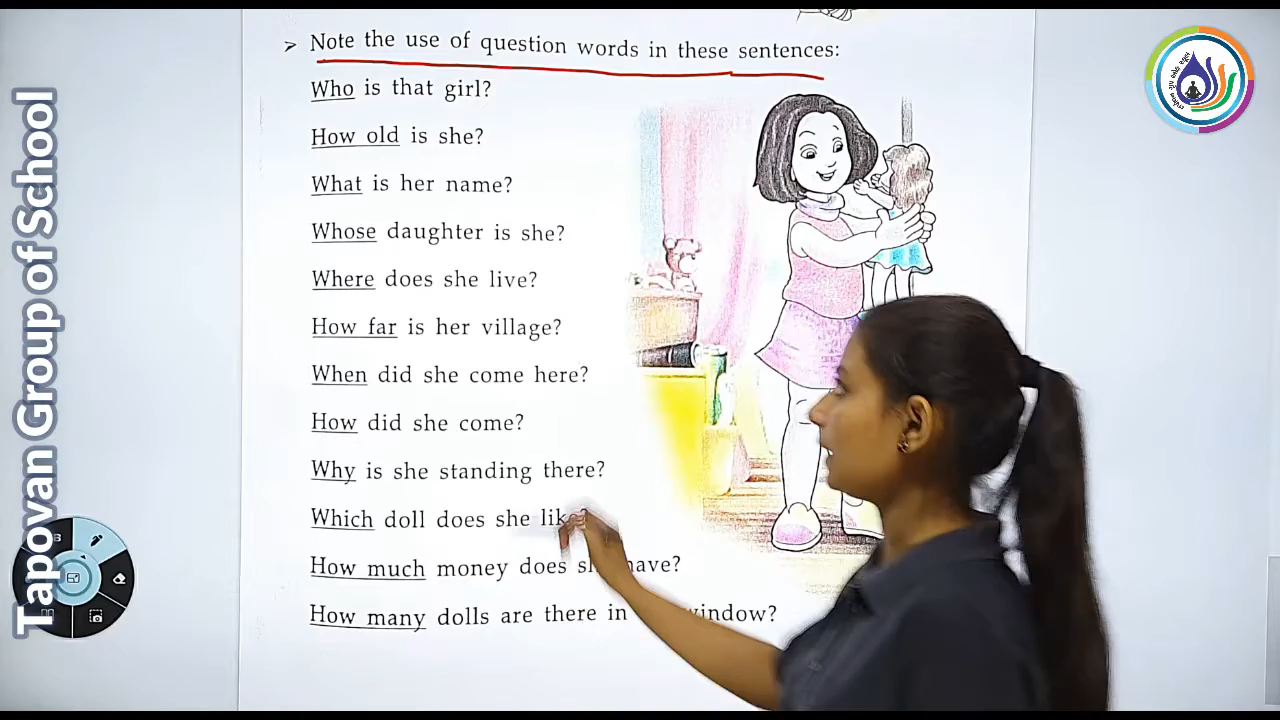 ➢ Note the use of question words in these sentences:
Who is that girl?
How old is she?
What is her name?
Whose daughter is she?
Where does she live?
How far is her village?
When did she come here?
How did she come?
Why is she standing there?
Which doll does she like?
How much money does she have?
How many dolls are there in window?
Tapovan Group of School